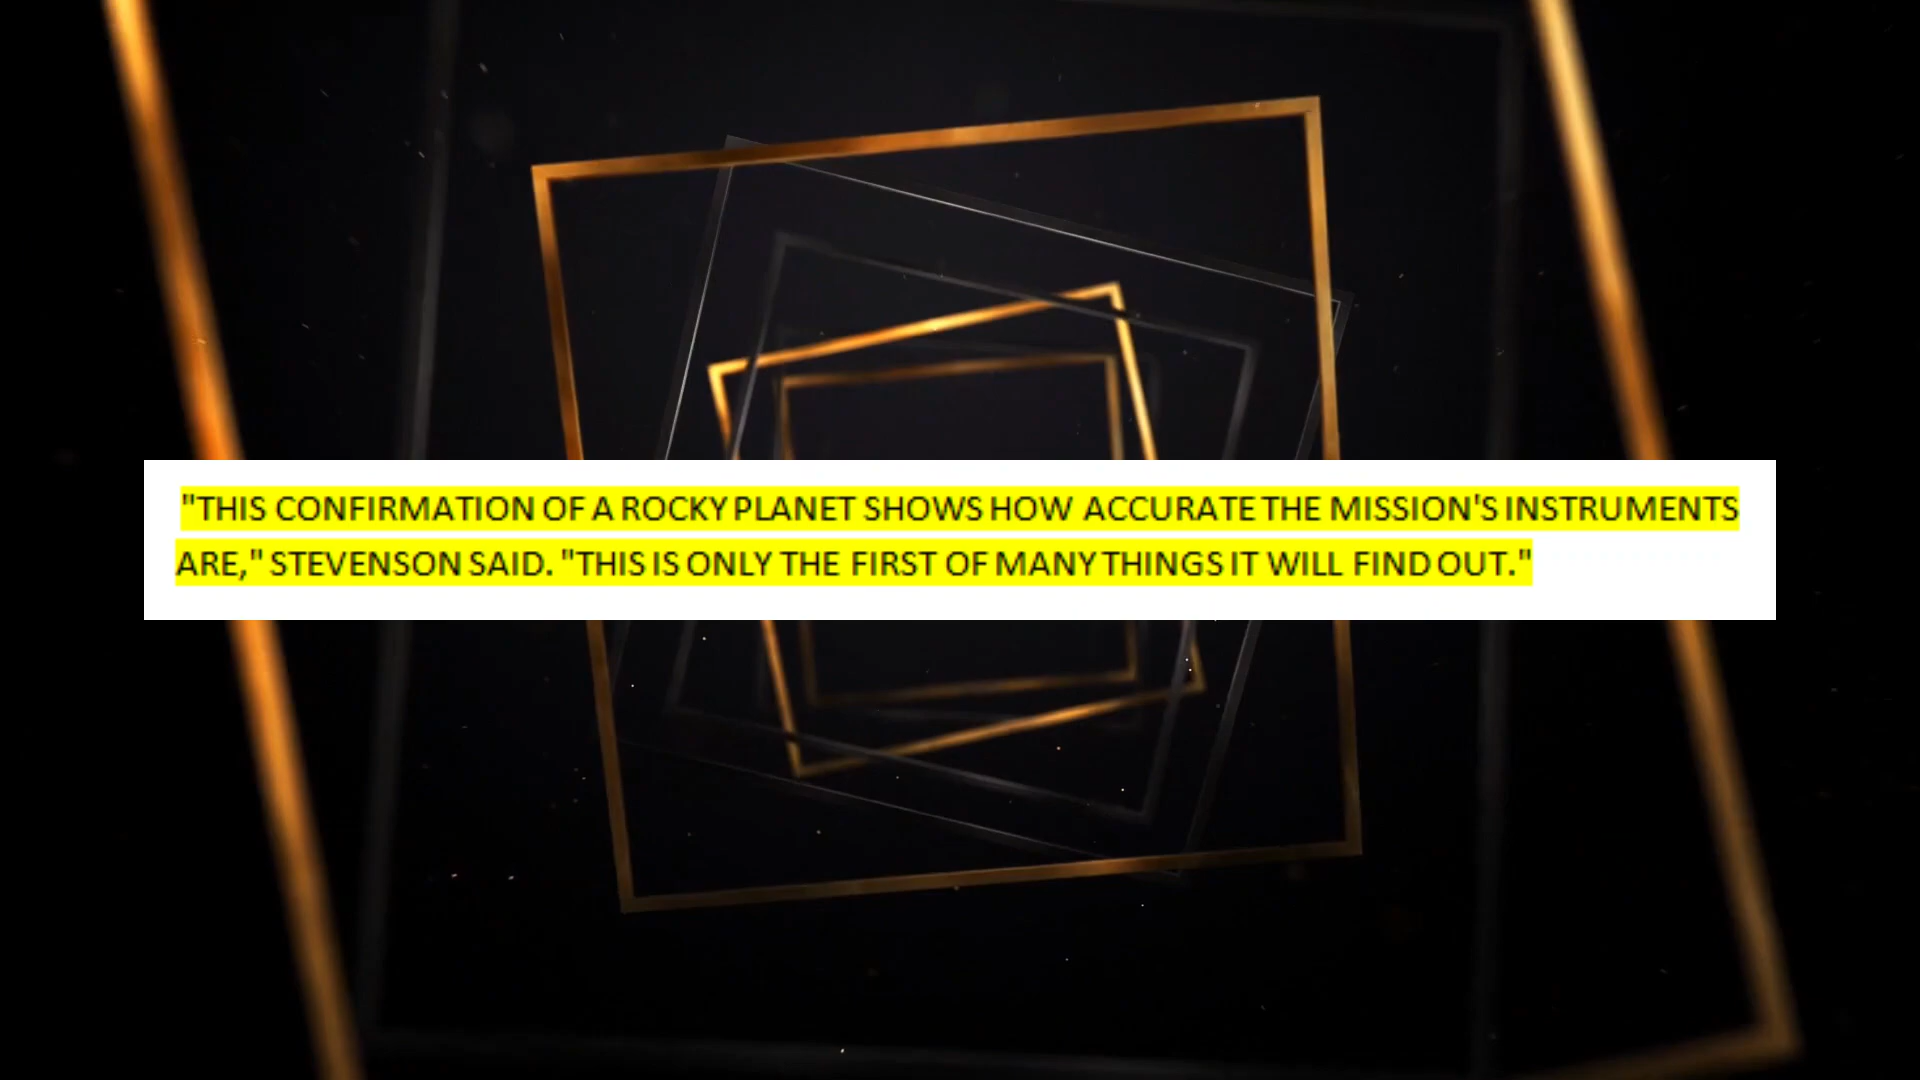 "THIS CONFIRMATION OF A ROCKY PLANET SHOWS HOW ACCURATE THE MISSION'S INSTRUMENTS
ARE," STEVENSON SAID. "THIS IS ONLY THE FIRST OF MANY THINGS IT WILL FIND OUT."